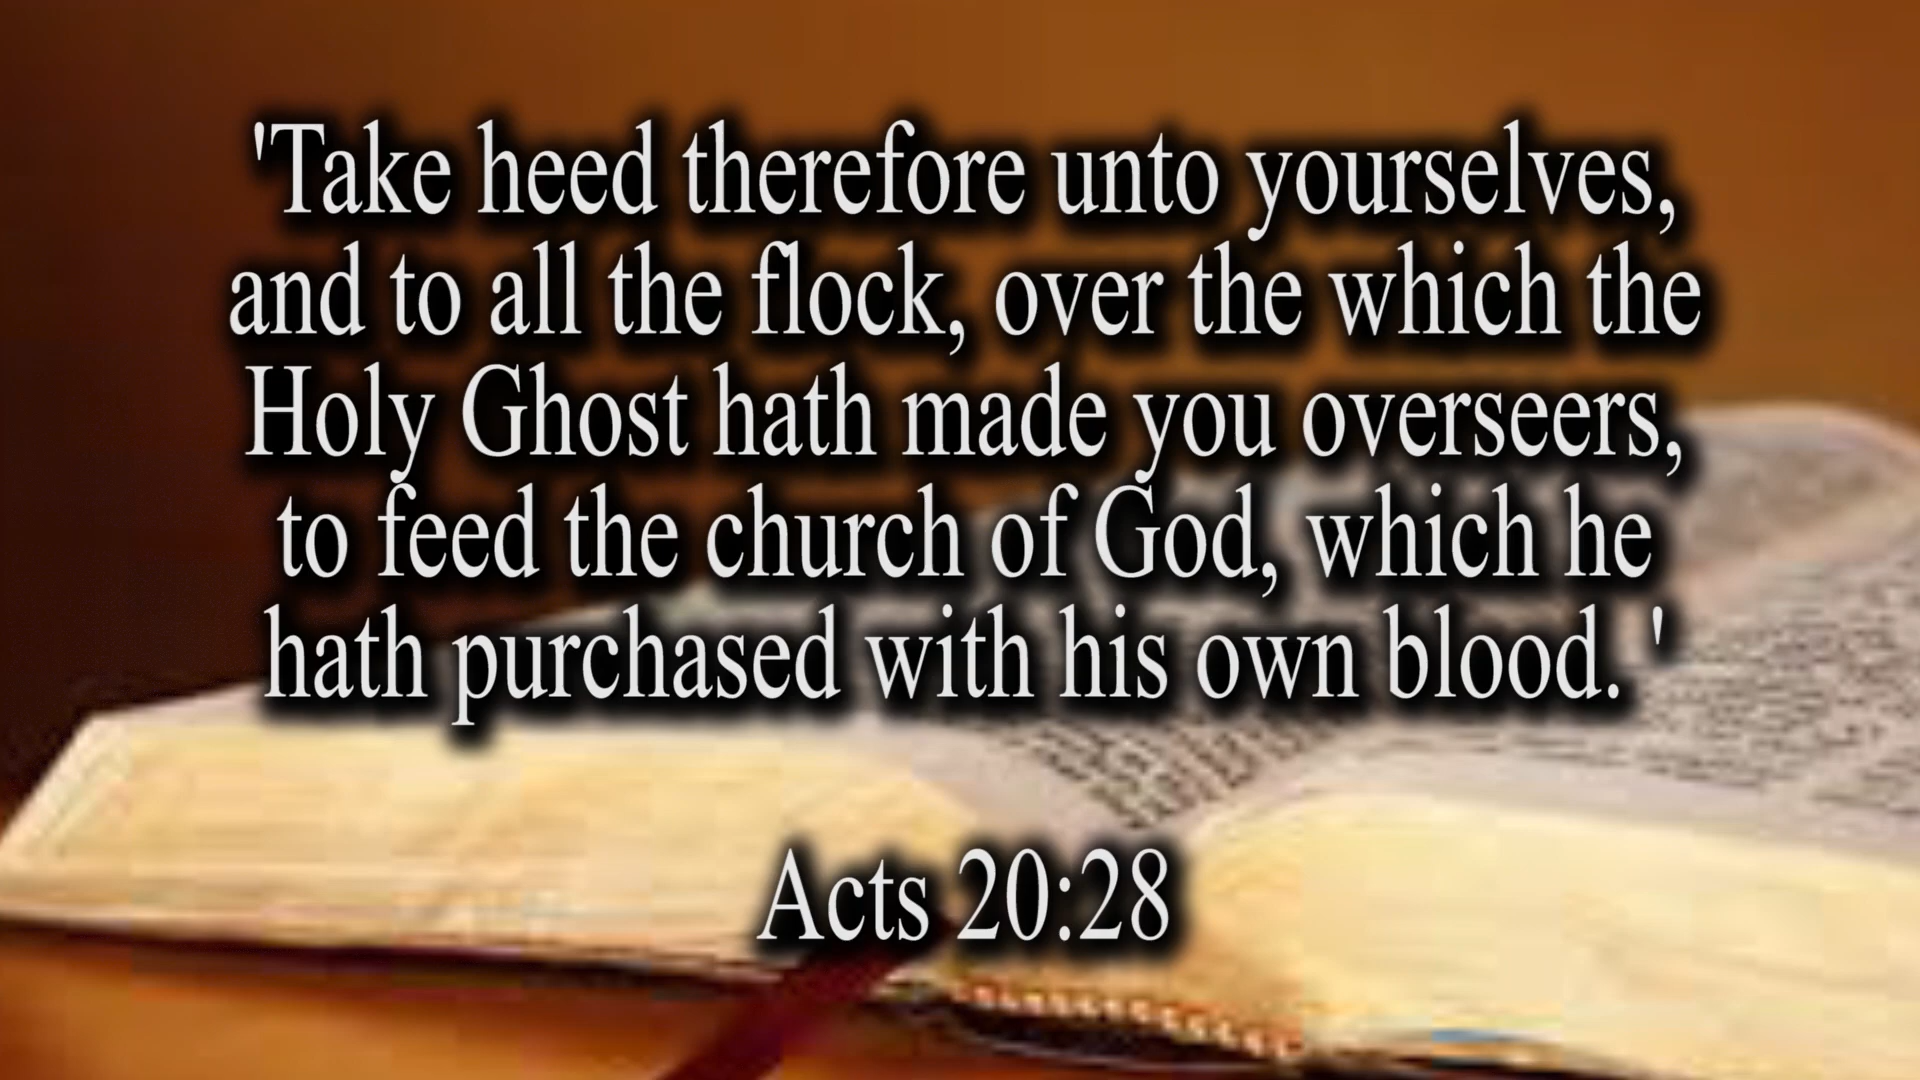 'Take heed therefore unto yourselves,
and to all the flock, over the which the
Holy Ghost hath made you overseers,
to feed the church of God, which he
hath purchased with his own blood. '
Acts 20:28